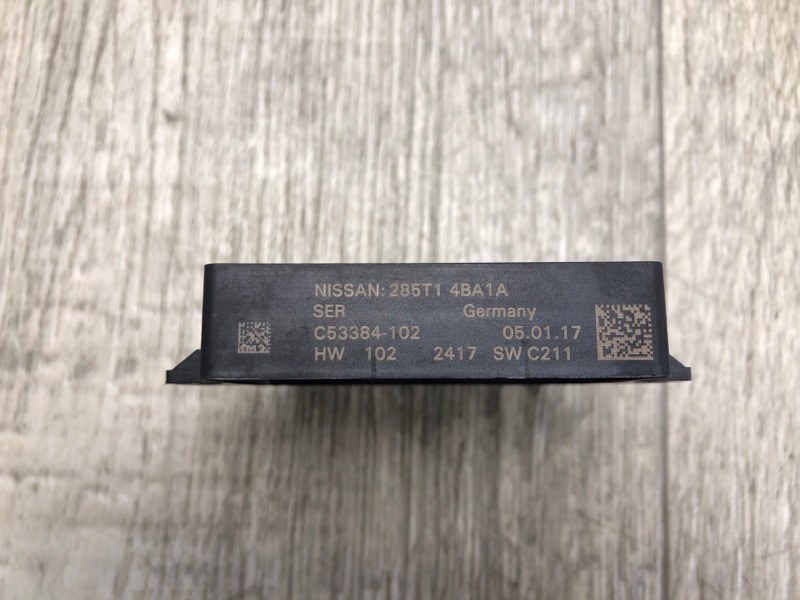 NISSAN: 285T1 4BA1A
SER Germany
C53384-102 05.01.17
HW 102 2417 SW C211